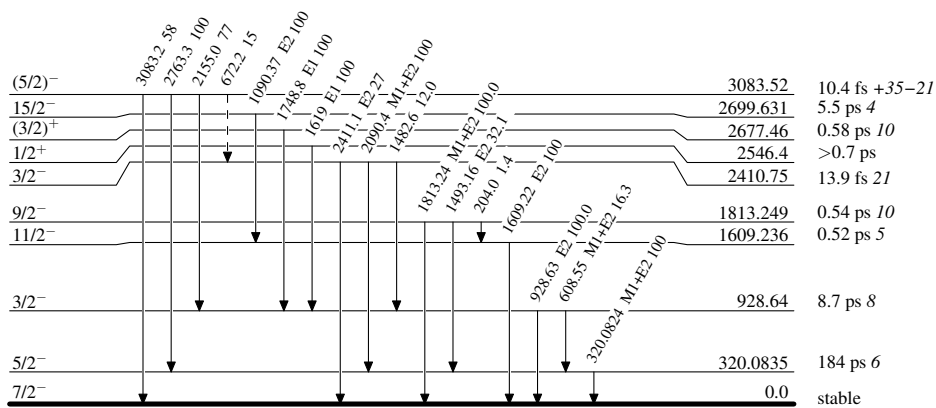 3083.2 58
2763.3 100
2155.0 77
672.2 15
1090.37 E2 100
1748.8 E1 100
1619 E1 100
2411.1 E2 27
2090.4 M1+E2 100
1482.6 12.0
1813.24 M1+E2 100.0
1493.16 E2 32.1
204.0 1.4
1609.22 E2 100
928.63 E2 100.0
608.55 M1+E2 16.3
320.0824 M1+E2 100
(5/2)⁻ 3083.52 10.4 fs +35−21
15/2⁻ 2699.631 5.5 ps 4
(3/2)⁺ 2677.46 0.58 ps 10
1/2⁺ 2546.4 >0.7 ps
3/2⁻ 2410.75 13.9 fs 21
9/2⁻ 1813.249 0.54 ps 10
11/2⁻ 1609.236 0.52 ps 5
3/2⁻ 928.64 8.7 ps 8
5/2⁻ 320.0835 184 ps 6
7/2⁻ 0.0 stable